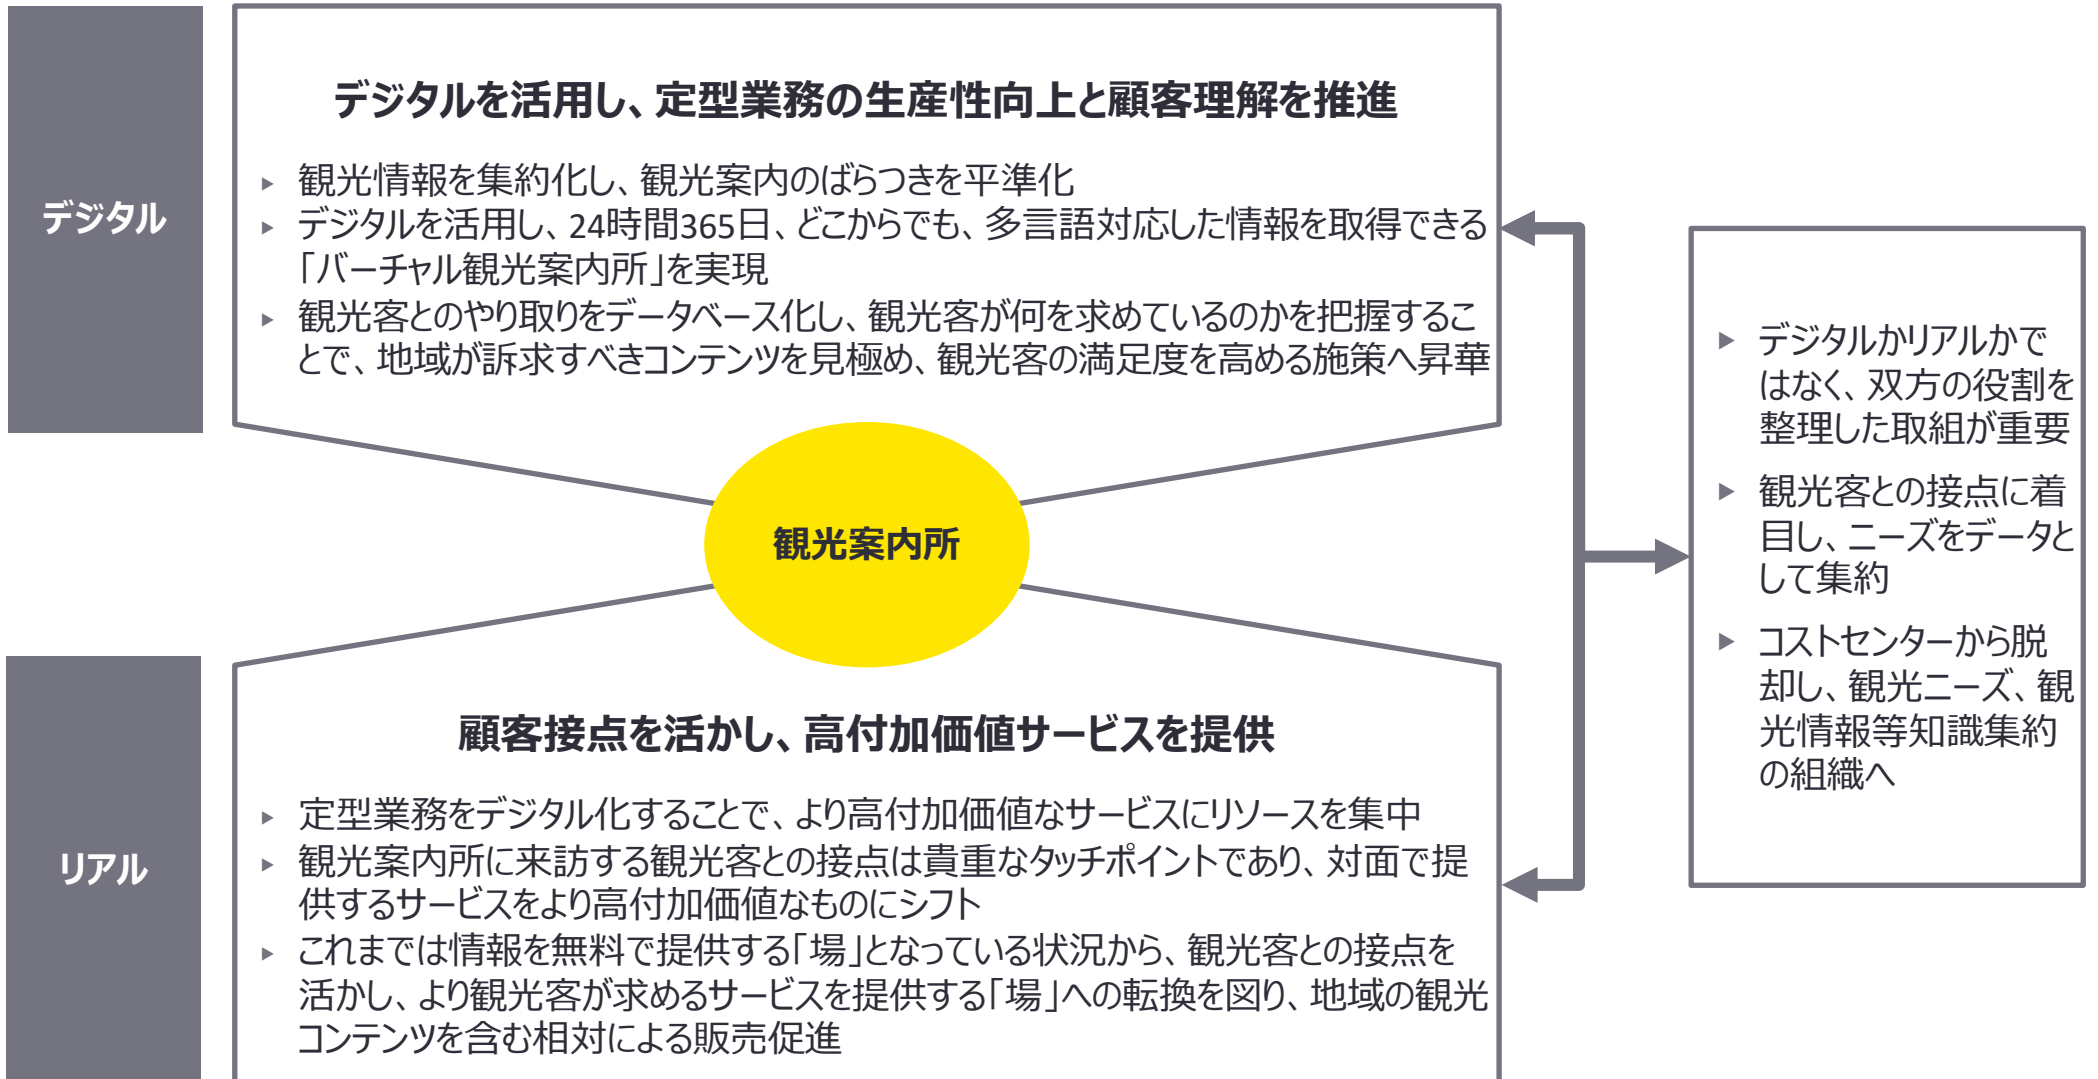 デジタル
デジタルを活用し、定型業務の生産性向上と顧客理解を推進
▶ 観光情報を集約化し、観光案内のばらつきを平準化
▶ デジタルを活用し、24時間365日、どこからでも、多言語対応した情報を取得できる
「バーチャル観光案内所」を実現
▶ 観光客とのやり取りをデータベース化し、観光客が何を求めているのかを把握するこ
とで、地域が訴求すべきコンテンツを見極め、観光客の満足度を高める施策へ昇華
観光案内所
リアル
顧客接点を活かし、高付加価値サービスを提供
▶ 定型業務をデジタル化することで、より高付加価値なサービスにリソースを集中
▶ 観光案内所に来訪する観光客との接点は貴重なタッチポイントであり、対面で提
供するサービスをより高付加価値なものにシフト
▶ これまでは情報を無料で提供する「場」となっている状況から、観光客との接点を
活かし、より観光客が求めるサービスを提供する「場」への転換を図り、地域の観光
コンテンツを含む相対による販売促進
▶ デジタルかリアルかで
はなく、双方の役割を
整理した取組が重要
▶ 観光客との接点に着
目し、ニーズをデータと
して集約
▶ コストセンターから脱
却し、観光ニーズ、観
光情報等知識集約
の組織へ